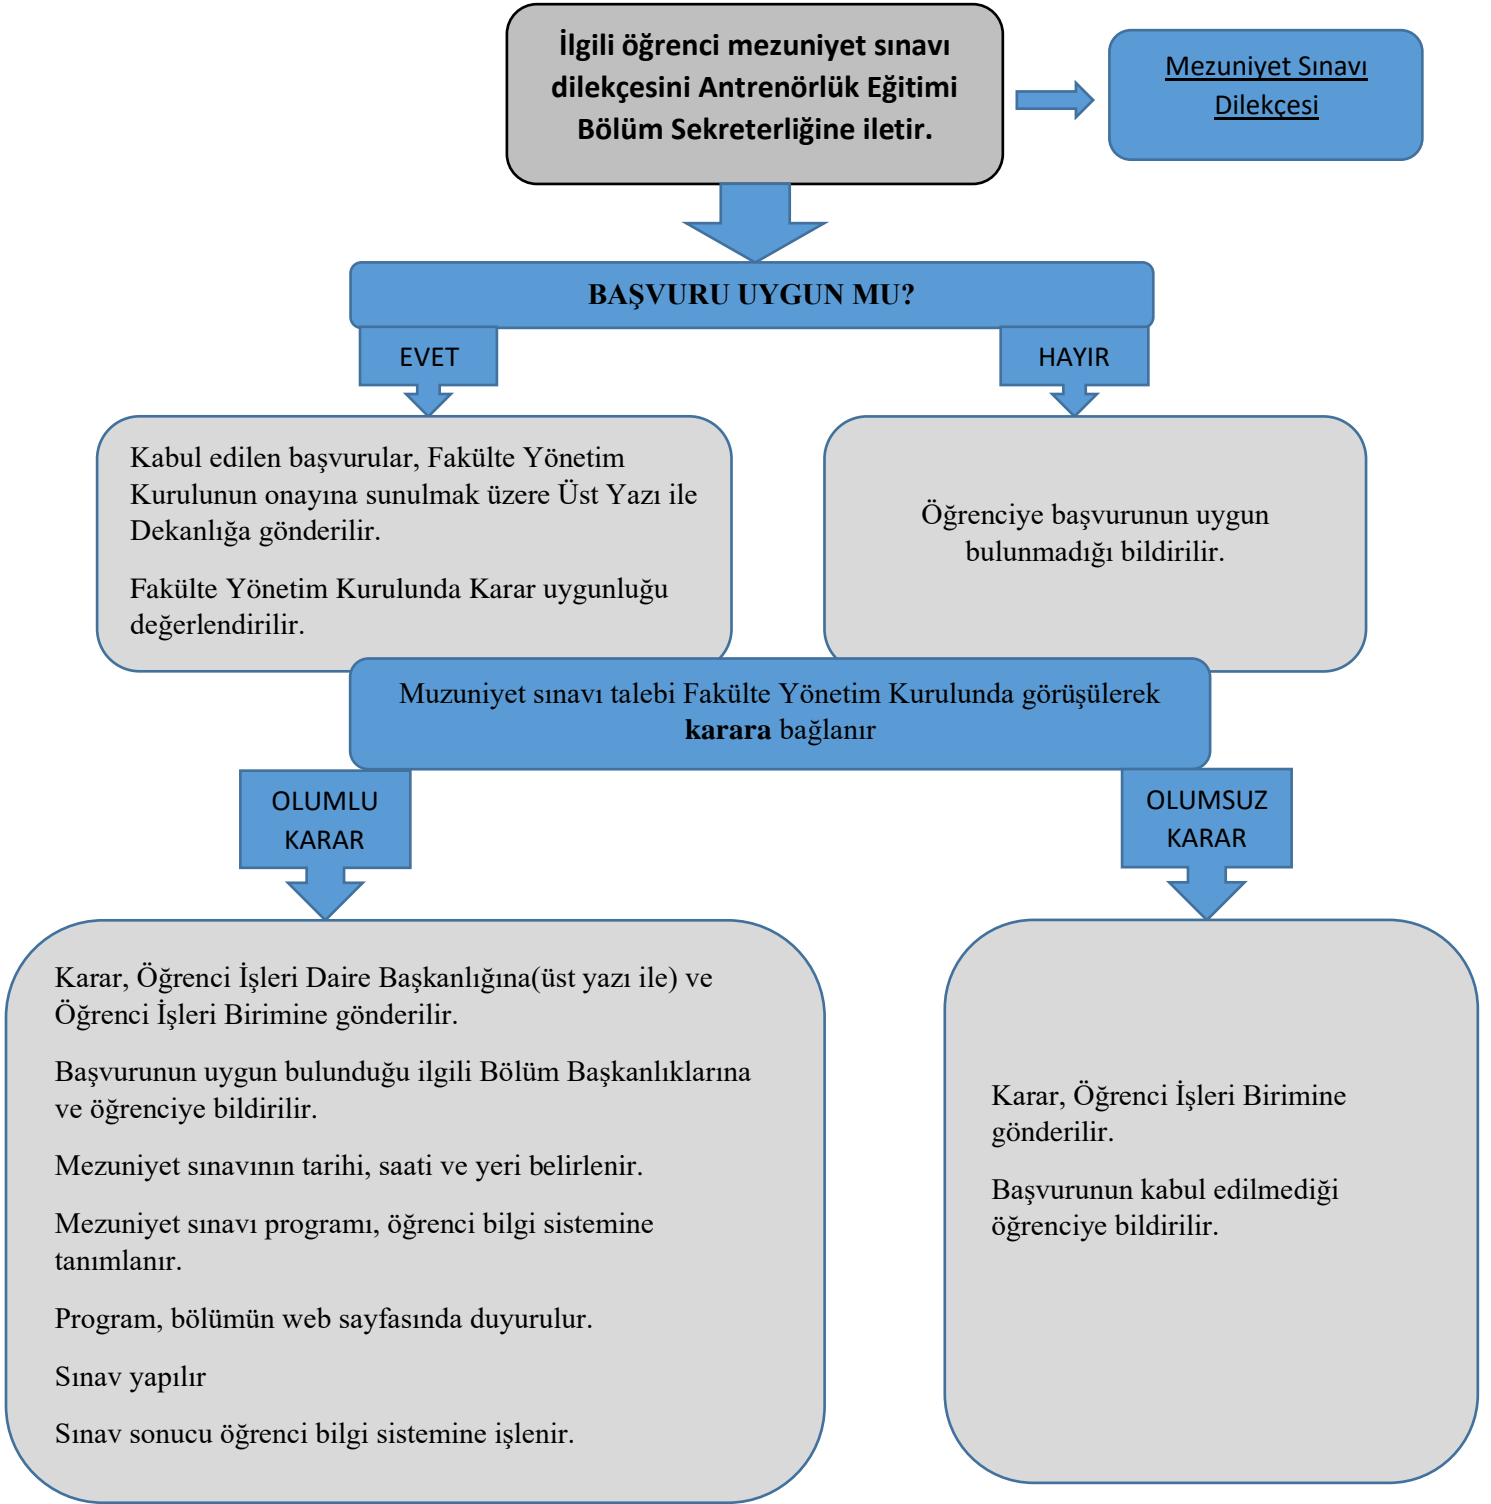 İlgili öğrenci mezuniyet sınavı
dilekçesini Antrenörlük Eğitimi
Bölüm Sekreterliğine iletir.
Mezuniyet Sınavı
Dilekçesi
BAŞVURU UYGUN MU?
EVET
HAYIR
Kabul edilen başvurular, Fakülte Yönetim
Kurulunun onayına sunulmak üzere Üst Yazı ile
Dekanlığa gönderilir.
Fakülte Yönetim Kurulunda Karar uygunluğu
değerlendirilir.
Öğrenciye başvurunun uygun
bulunmadığı bildirilir.
Muzuniyet sınavı talebi Fakülte Yönetim Kurulunda görüşülerek
karara bağlanır
OLUMLU
KARAR
OLUMSUZ
KARAR
Karar, Öğrenci İşleri Daire Başkanlığına(üst yazı ile) ve
Öğrenci İşleri Birimine gönderilir.
Başvurunun uygun bulunduğu ilgili Bölüm Başkanlıklarına
ve öğrenciye bildirilir.
Mezuniyet sınavının tarihi, saati ve yeri belirlenir.
Mezuniyet sınavı programı, öğrenci bilgi sistemine
tanımlanır.
Program, bölümün web sayfasında duyurulur.
Sınav yapılır
Sınav sonucu öğrenci bilgi sistemine işlenir.
Karar, Öğrenci İşleri Birimine
gönderilir.
Başvurunun kabul edilmediği
öğrenciye bildirilir.